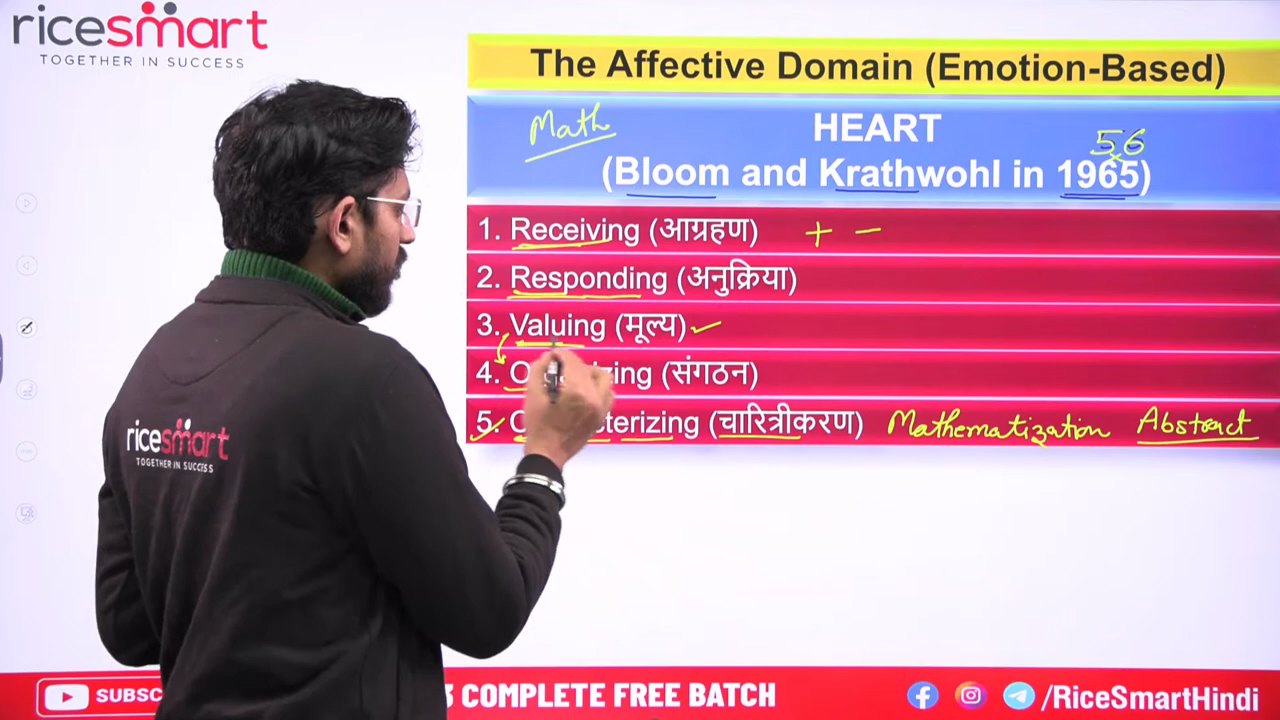 ricesmart
TOGETHER IN SUCCESS
The Affective Domain (Emotion-Based)
Math
HEART
56
(Bloom and Krathwohl in 1965)
1. Receiving (आग्रहण) + −
2. Responding (अनुक्रिया)
3. Valuing (मूल्य) ✓
4. (संगठन)
5. (चारित्रीकरण) Mathematization Abstract
ricesmart
TOGETHER IN SUCCESS
COMPLETE FREE BATCH
/RiceSmartHindi